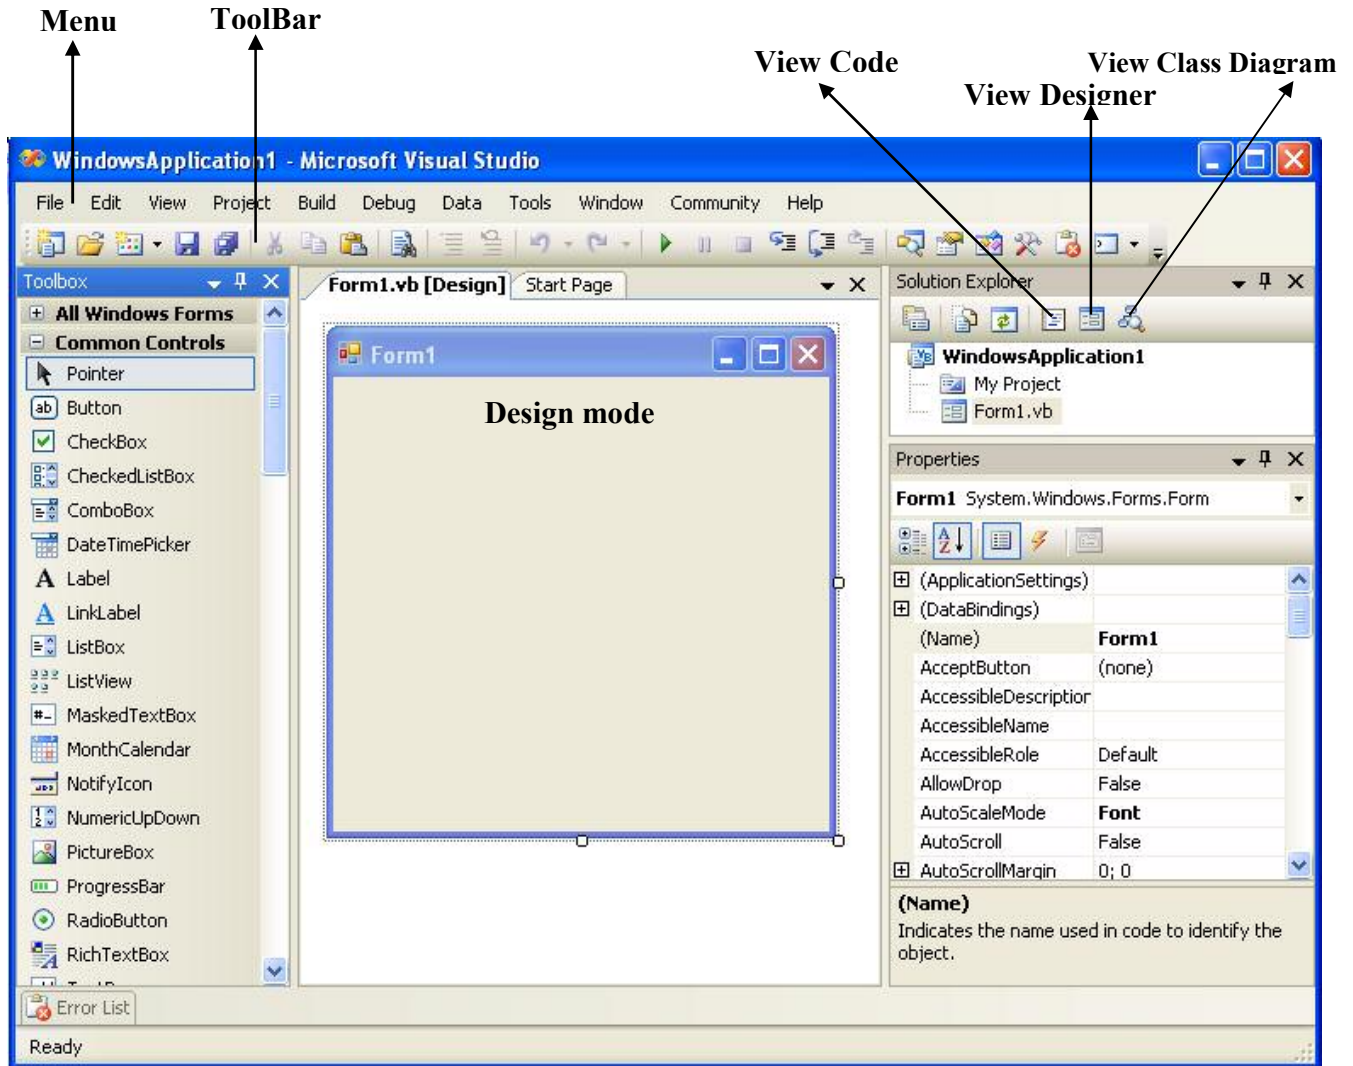 Menu
ToolBar
View Code
View Class Diagram
View Designer
WindowsApplication1 - Microsoft Visual Studio
File Edit View Project Build Debug Data Tools Window Community Help
Toolbox
All Windows Forms
Common Controls
Pointer
Button
CheckBox
CheckedListBox
ComboBox
DateTimePicker
Label
LinkLabel
ListBox
ListView
MaskedTextBox
MonthCalendar
NotifyIcon
NumericUpDown
PictureBox
ProgressBar
RadioButton
RichTextBox
Form1.vb [Design] Start Page
Form1
Design mode
Solution Explorer
WindowsApplication1
My Project
Form1.vb
Properties
Form1 System.Windows.Forms.Form
(ApplicationSettings)
(DataBindings)
(Name) Form1
AcceptButton (none)
AccessibleDescription
AccessibleName
AccessibleRole Default
AllowDrop False
AutoScaleMode Font
AutoScroll False
AutoScrollMargin 0; 0
(Name)
Indicates the name used in code to identify the
object.
Error List
Ready